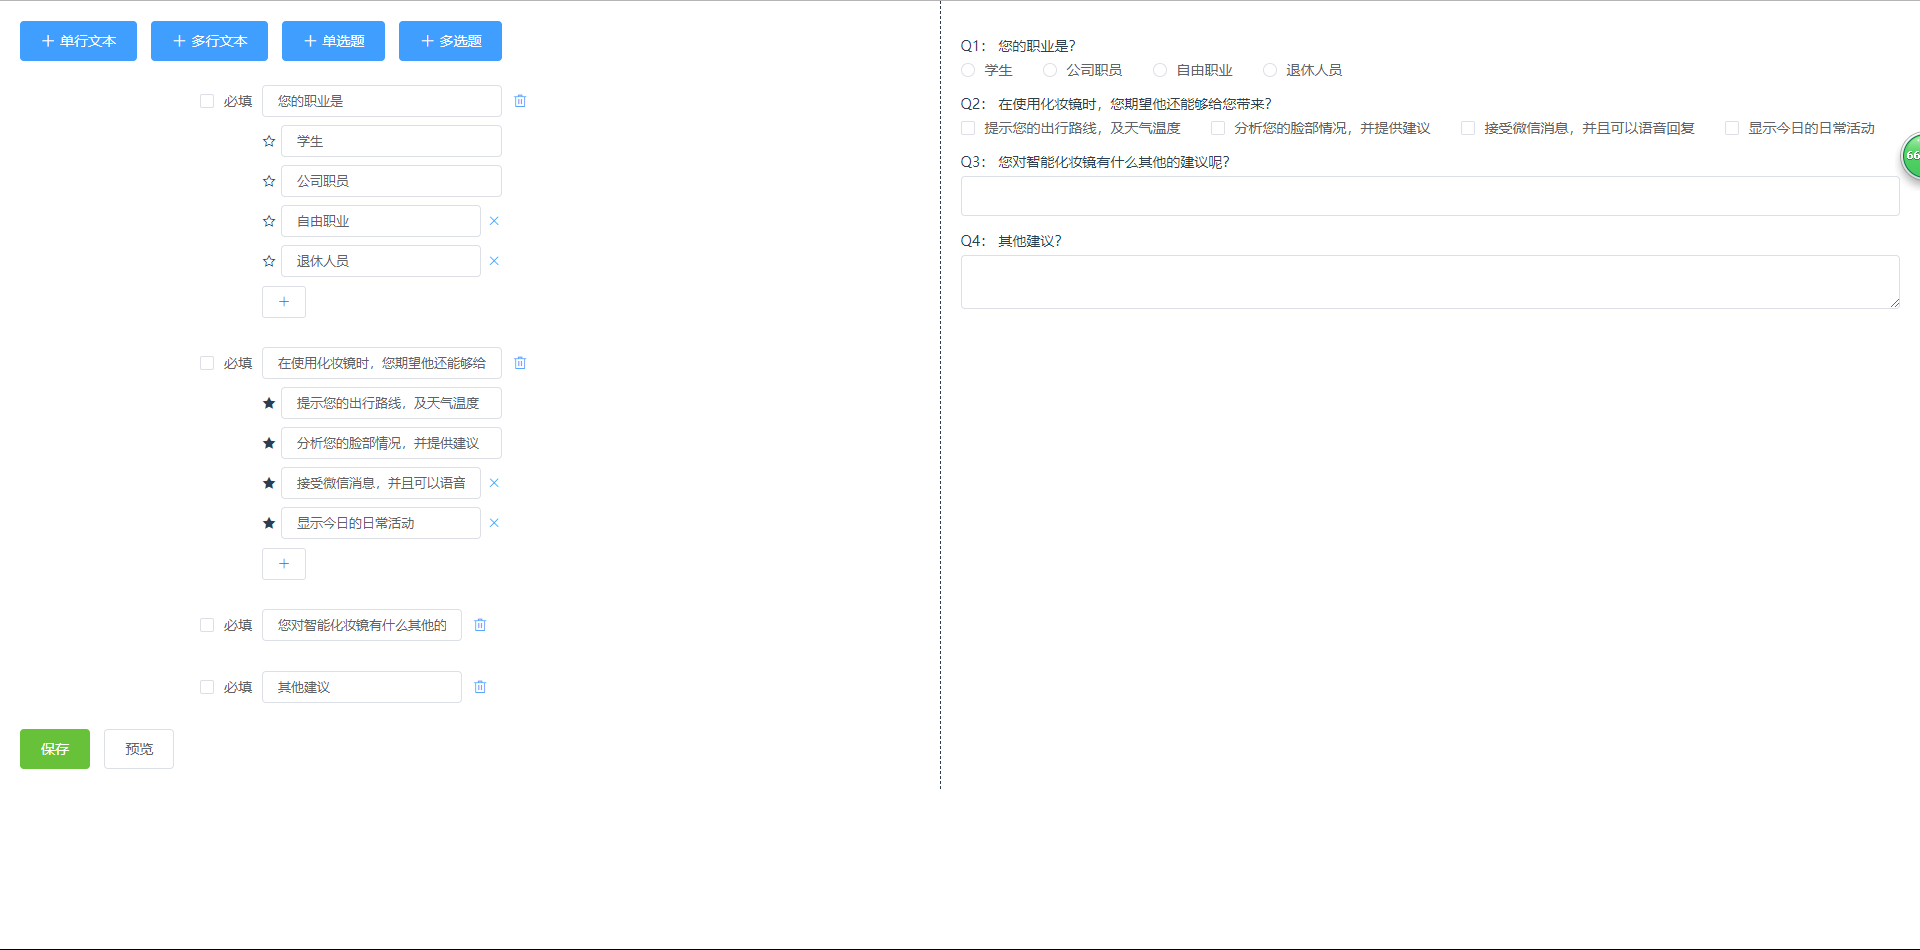 单行文本
多行文本
单选题
多选题
必填 您的职业是
学生
公司职员
自由职业
退休人员
必填 在使用化妆镜时，您期望他还能够给
提示您的出行路线，及天气温度
分析您的脸部情况，并提供建议
接受微信消息，并且可以语音
显示今日的日常活动
必填 您对智能化妆镜有什么其他的
必填 其他建议
保存 预览
Q1： 您的职业是？
学生 公司职员 自由职业 退休人员
Q2： 在使用化妆镜时，您期望他还能够给您带来？
提示您的出行路线，及天气温度 分析您的脸部情况，并提供建议 接受微信消息，并且可以语音回复 显示今日的日常活动
Q3： 您对智能化妆镜有什么其他的建议呢？
Q4： 其他建议？
66